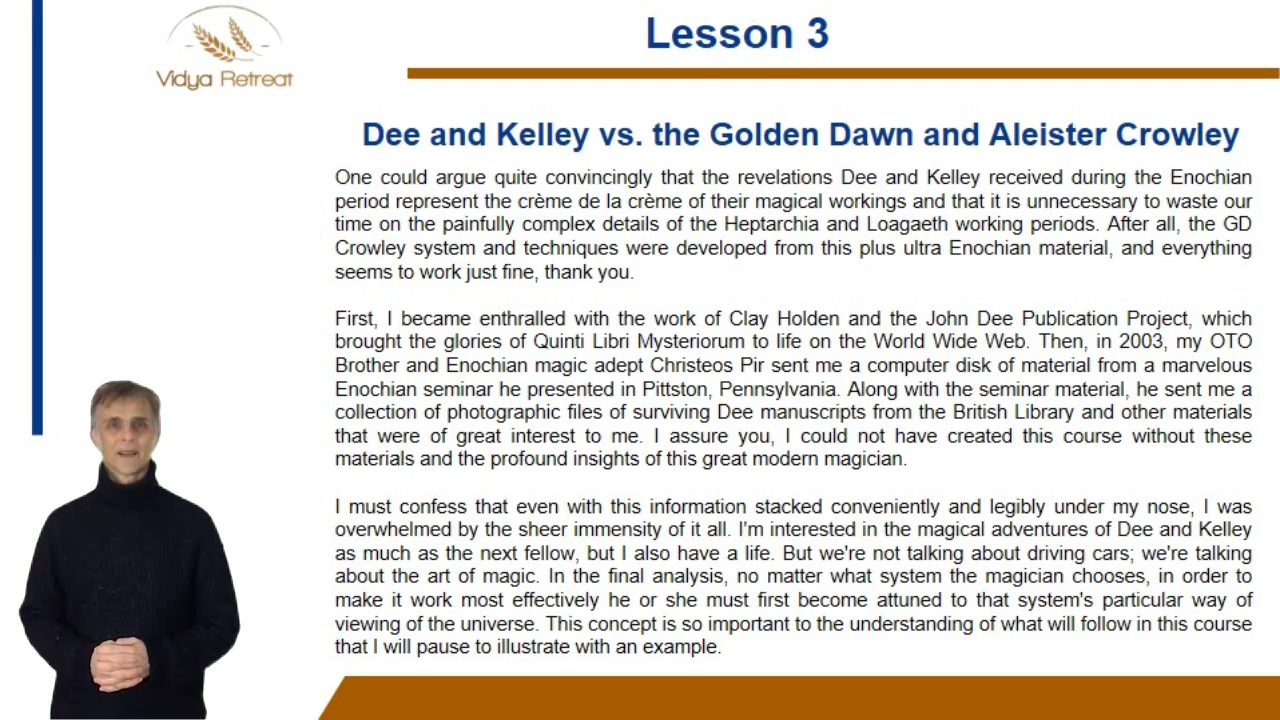 Vidya Retreat
Lesson 3
Dee and Kelley vs. the Golden Dawn and Aleister Crowley
One could argue quite convincingly that the revelations Dee and Kelley received during the Enochian
period represent the crème de la crème of their magical workings and that it is unnecessary to waste our
time on the painfully complex details of the Heptarchia and Loagaeth working periods. After all, the GD
Crowley system and techniques were developed from this plus ultra Enochian material, and everything
seems to work just fine, thank you.
First, I became enthralled with the work of Clay Holden and the John Dee Publication Project, which
brought the glories of Quinti Libri Mysteriorum to life on the World Wide Web. Then, in 2003, my OTO
Brother and Enochian magic adept Christeos Pir sent me a computer disk of material from a marvelous
Enochian seminar he presented in Pittston, Pennsylvania. Along with the seminar material, he sent me a
collection of photographic files of surviving Dee manuscripts from the British Library and other materials
that were of great interest to me. I assure you, I could not have created this course without these
materials and the profound insights of this great modern magician.
I must confess that even with this information stacked conveniently and legibly under my nose, I was
overwhelmed by the sheer immensity of it all. I'm interested in the magical adventures of Dee and Kelley
as much as the next fellow, but I also have a life. But we're not talking about driving cars; we're talking
about the art of magic. In the final analysis, no matter what system the magician chooses, in order to
make it work most effectively he or she must first become attuned to that system's particular way of
viewing of the universe. This concept is so important to the understanding of what will follow in this course
that I will pause to illustrate with an example.